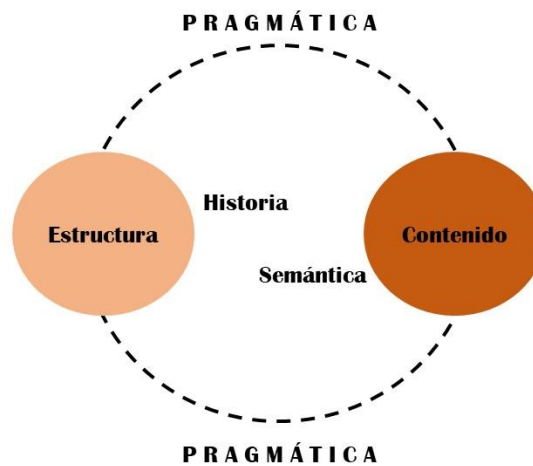 PRAGMÁTICA
Historia
Estructura
Contenido
Semántica
PRAGMÁTICA